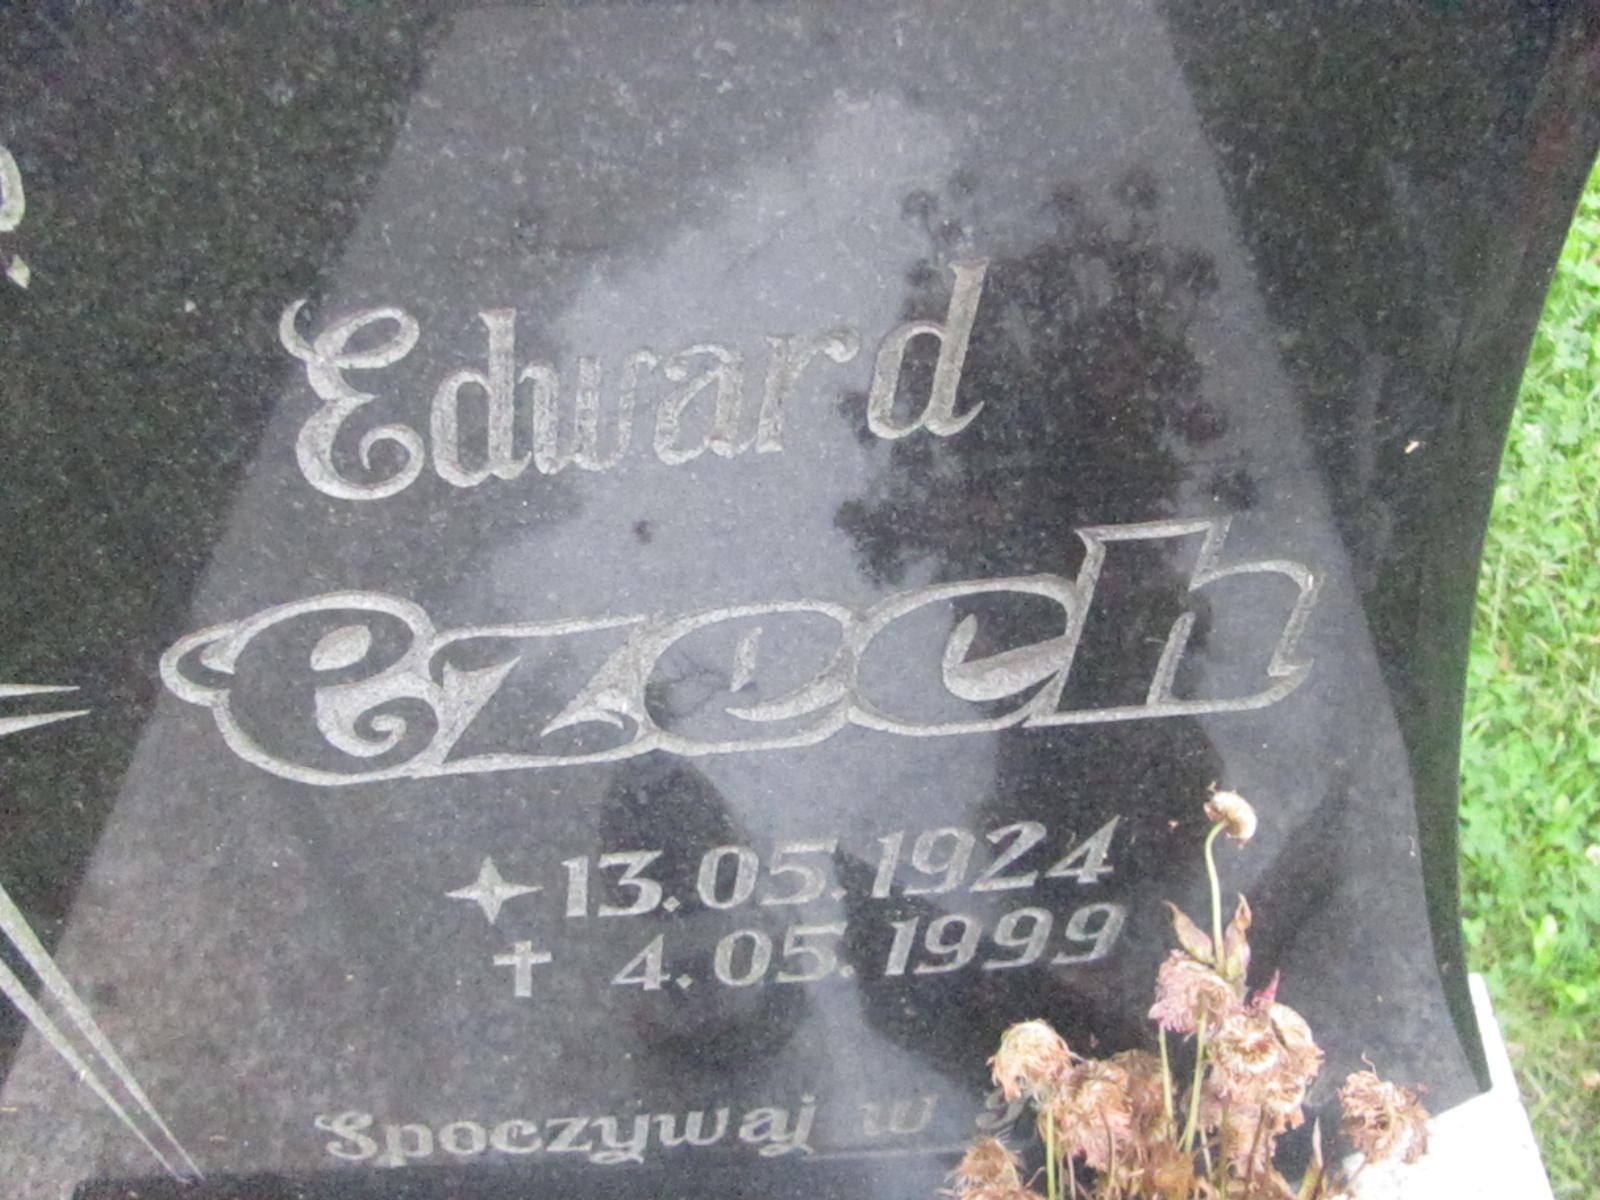 Edward
Czech
13.05.1924
4.05.1999
Spoczywaj w